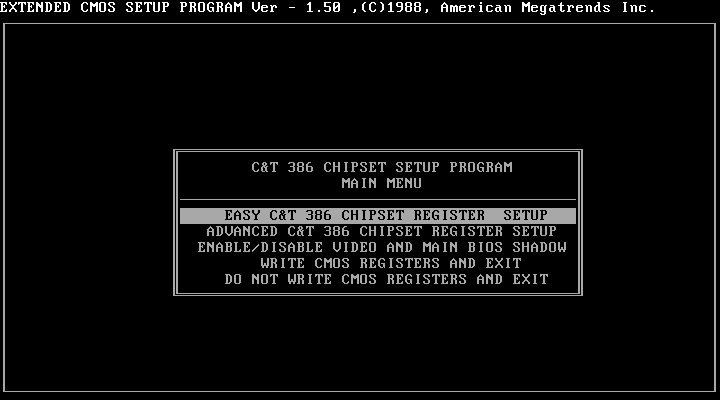 EXTENDED CMOS SETUP PROGRAM Ver - 1.50 ,(C)1988, American Megatrends Inc.
C&T 386 CHIPSET SETUP PROGRAM
MAIN MENU
EASY C&T 386 CHIPSET REGISTER  SETUP
ADVANCED C&T 386 CHIPSET REGISTER SETUP
ENABLE/DISABLE VIDEO AND MAIN BIOS SHADOW
WRITE CMOS REGISTERS AND EXIT
DO NOT WRITE CMOS REGISTERS AND EXIT